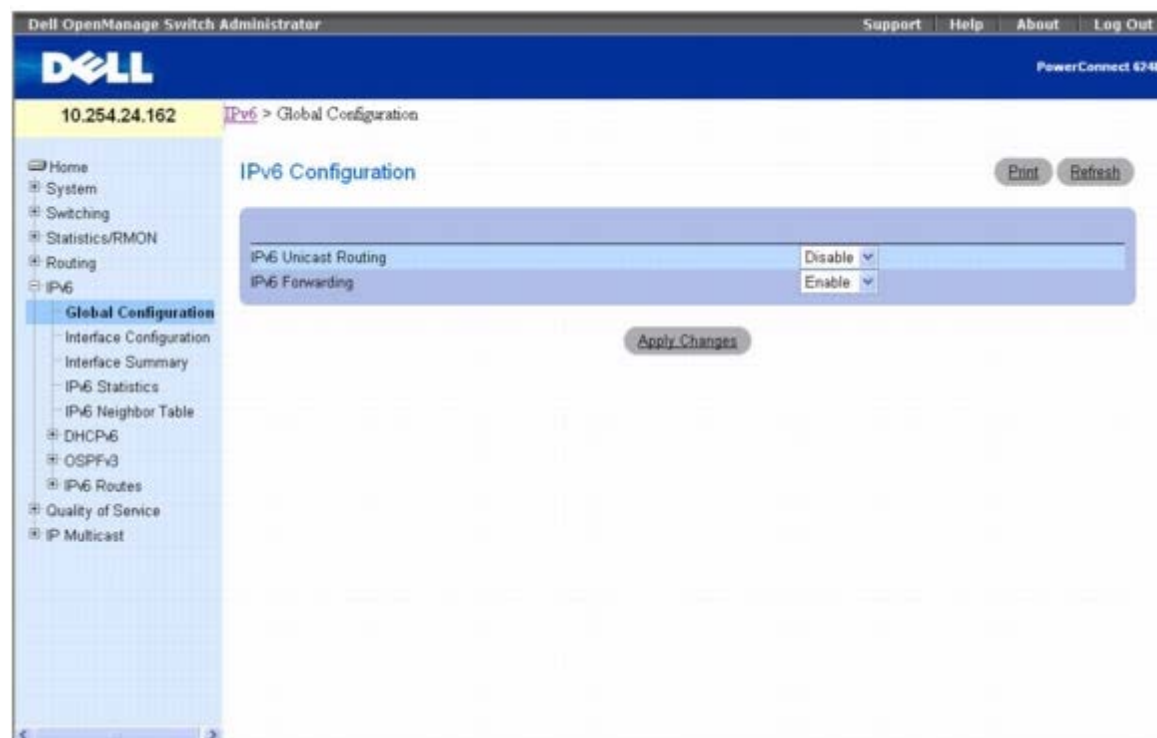 Dell OpenManage Switch Administrator
Support Help About Log Out
DELL
PowerConnect
10.254.24.162
IPv6 > Global Configuration
Home
System
Switching
Statistics/RMON
Routing
IPv6
Global Configuration
Interface Configuration
Interface Summary
IPv6 Statistics
IPv6 Neighbor Table
DHCPv6
OSPFv3
IPv6 Routes
Quality of Service
IP Multicast
IPv6 Configuration
Print Refresh
IPv6 Unicast Routing Disable
IPv6 Forwarding Enable
Apply Changes